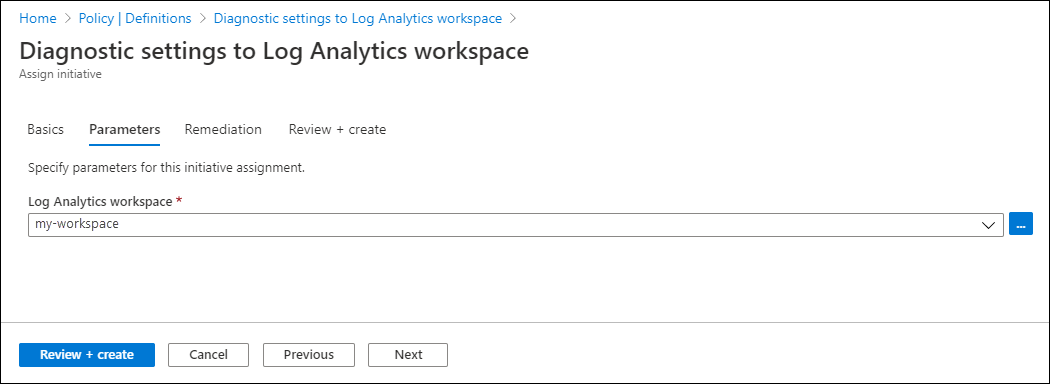 Home > Policy | Definitions > Diagnostic settings to Log Analytics workspace >
Diagnostic settings to Log Analytics workspace
Assign initiative
Basics Parameters Remediation Review + create
Specify parameters for this initiative assignment.
Log Analytics workspace *
my-workspace
...
Review + create Cancel Previous Next